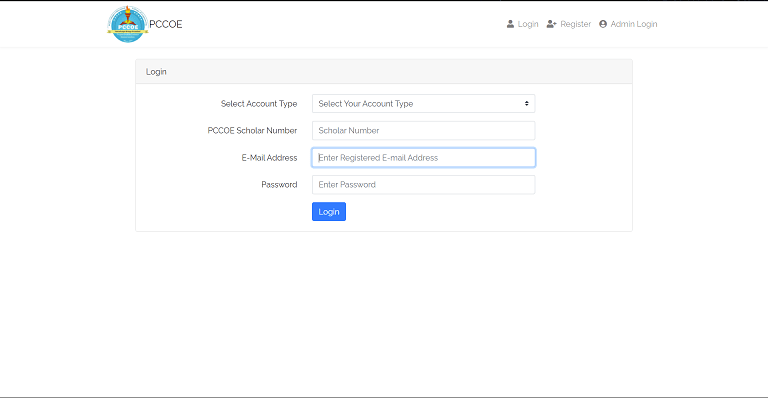 PCCOE
PCCOE
Login
Register
Admin Login
Login
Select Account Type
Select Your Account Type
PCCOE Scholar Number
Scholar Number
E-Mail Address
Enter Registered E-mail Address
Password
Enter Password
Login